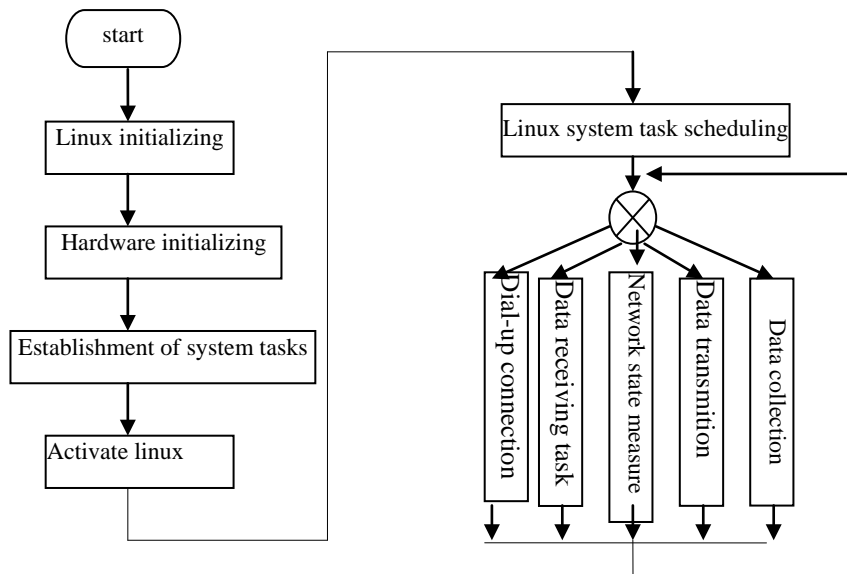 start
Linux initializing
Hardware initializing
Establishment of system tasks
Activate linux
Linux system task scheduling
Dial-up connection
Data receiving task
Network state measure
Data transmition
Data collection